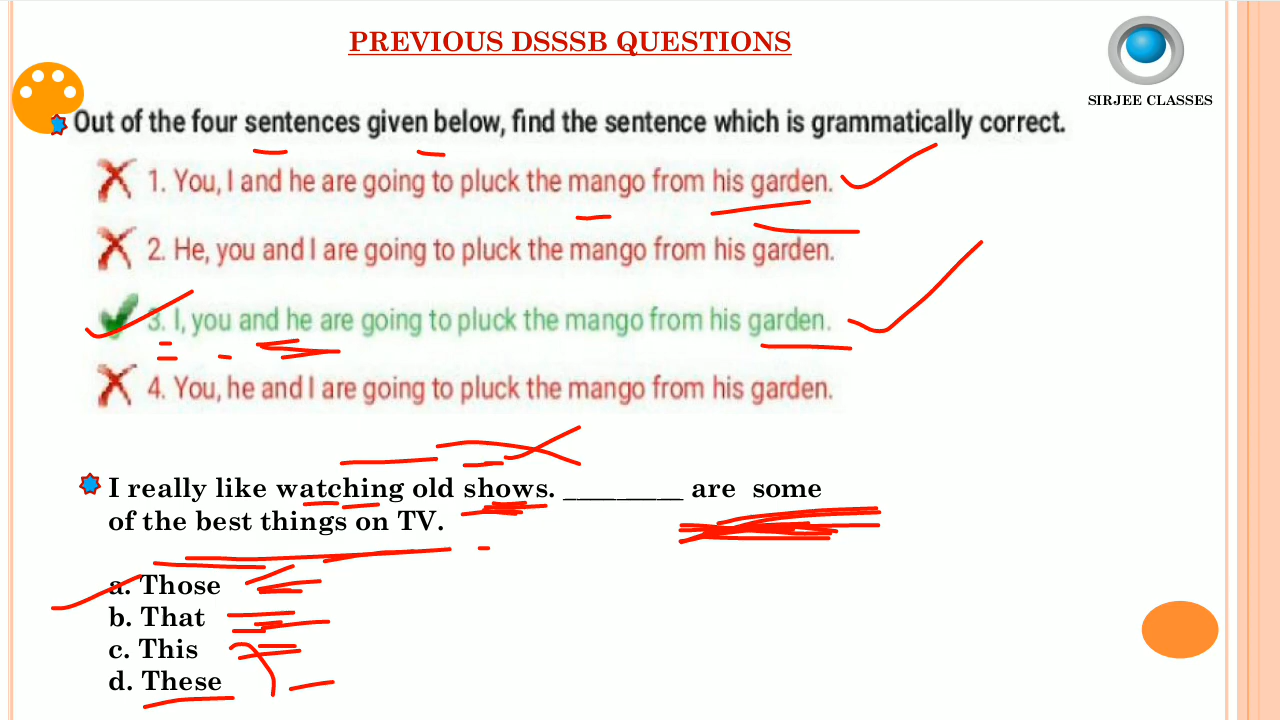 PREVIOUS DSSSB QUESTIONS
SIRJEE CLASSES
Out of the four sentences given below, find the sentence which is grammatically correct.
1. You, I and he are going to pluck the mango from his garden.
2. He, you and I are going to pluck the mango from his garden.
3. I, you and he are going to pluck the mango from his garden.
4. You, he and I are going to pluck the mango from his garden.
I really like watching old shows. _________ are some
of the best things on TV.
a. Those
b. That
c. This
d. These